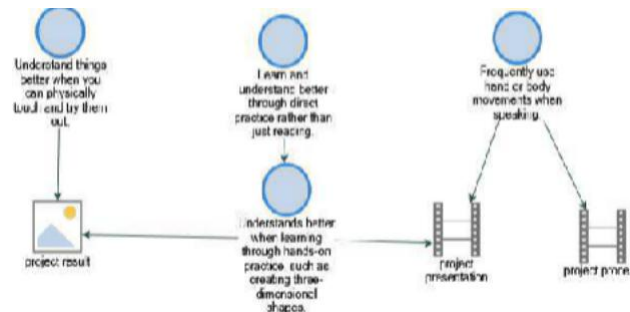 Understand things
better when you
can physically
touch and try them
out.
Learn and
understand better
through direct
practice rather than
just reading.
Frequently use
hand or body
movements when
speaking.
project result
Understands better
when learning
through hands-on
practice, such as
creating three-
dimensional
shapes.
project
presentation
project